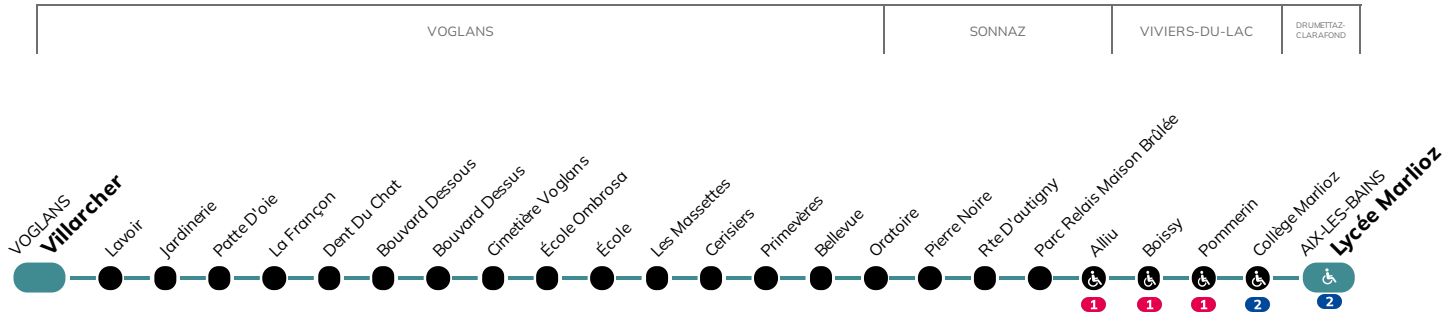 VOGLANS
SONNAZ
VIVIERS-DU-LAC
DRUMETTAZ-
CLARAFOND
VOGLANS
Villarcher
Lavoir
Jardinerie
Patte D'oie
La Françon
Dent Du Chat
Bouvard Dessous
Bouvard Dessus
Cimetière Voglans
École Ombrosa
École
Les Massettes
Cerisiers
Primevères
Bellevue
Oratoire
Pierre Noire
Rte D'autigny
Parc Relais Maison Brûlée
Alliu
Boissy
Pommerin
Collège Marlioz
AIX-LES-BAINS
Lycée Marlioz
1
1
1
2
2